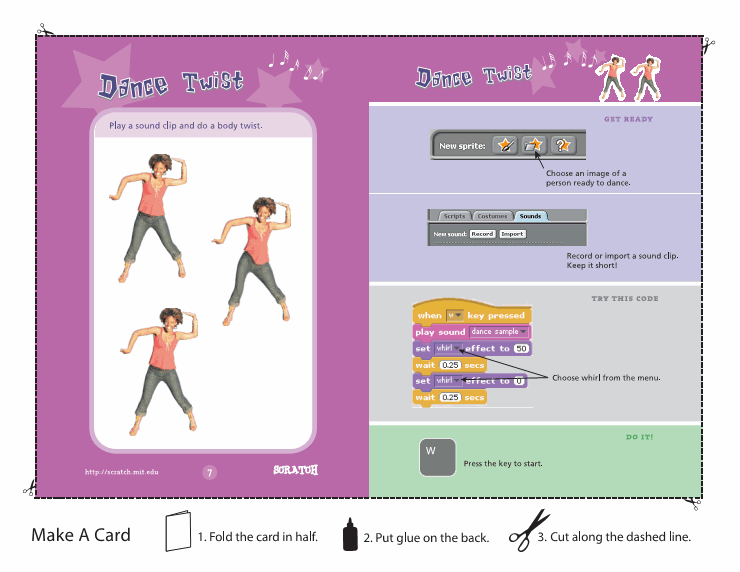 Dance Twist
Play a sound clip and do a body twist.
http://scratch.mit.edu
7
SCRATCH
Dance Twist
GET READY
New sprite:
Choose an image of a
person ready to dance.
Scripts Costumes Sounds
New sound: Record Import
Record or import a sound clip.
Keep it short!
TRY THIS CODE
when w key pressed
play sound dance sample
set whirl effect to 50
wait 0.25 secs
set whirl effect to 0
wait 0.25 secs
Choose whirl from the menu.
DO IT!
W
Press the key to start.
Make A Card
1. Fold the card in half.
2. Put glue on the back.
3. Cut along the dashed line.